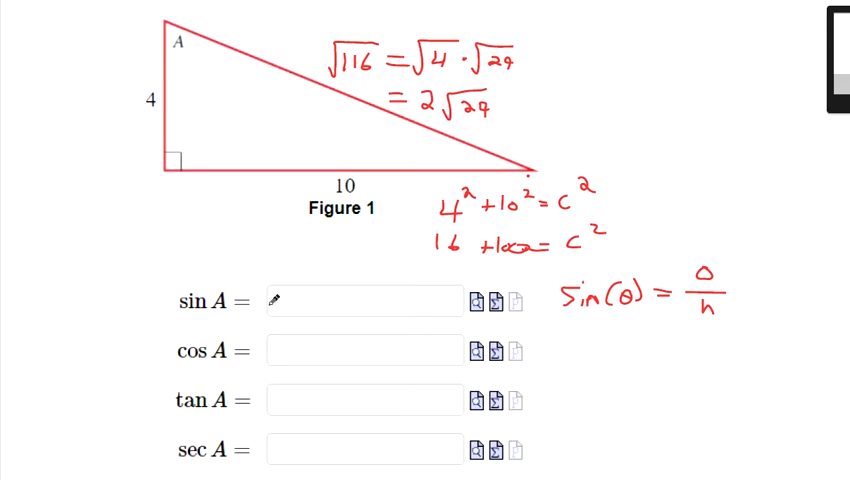 A
√116 = √4 · √29
= 2√29
4
10
Figure 1
4² + 10² = c²
16 + 100 = c²
sin(θ) = o/h
sin A =
cos A =
tan A =
sec A =